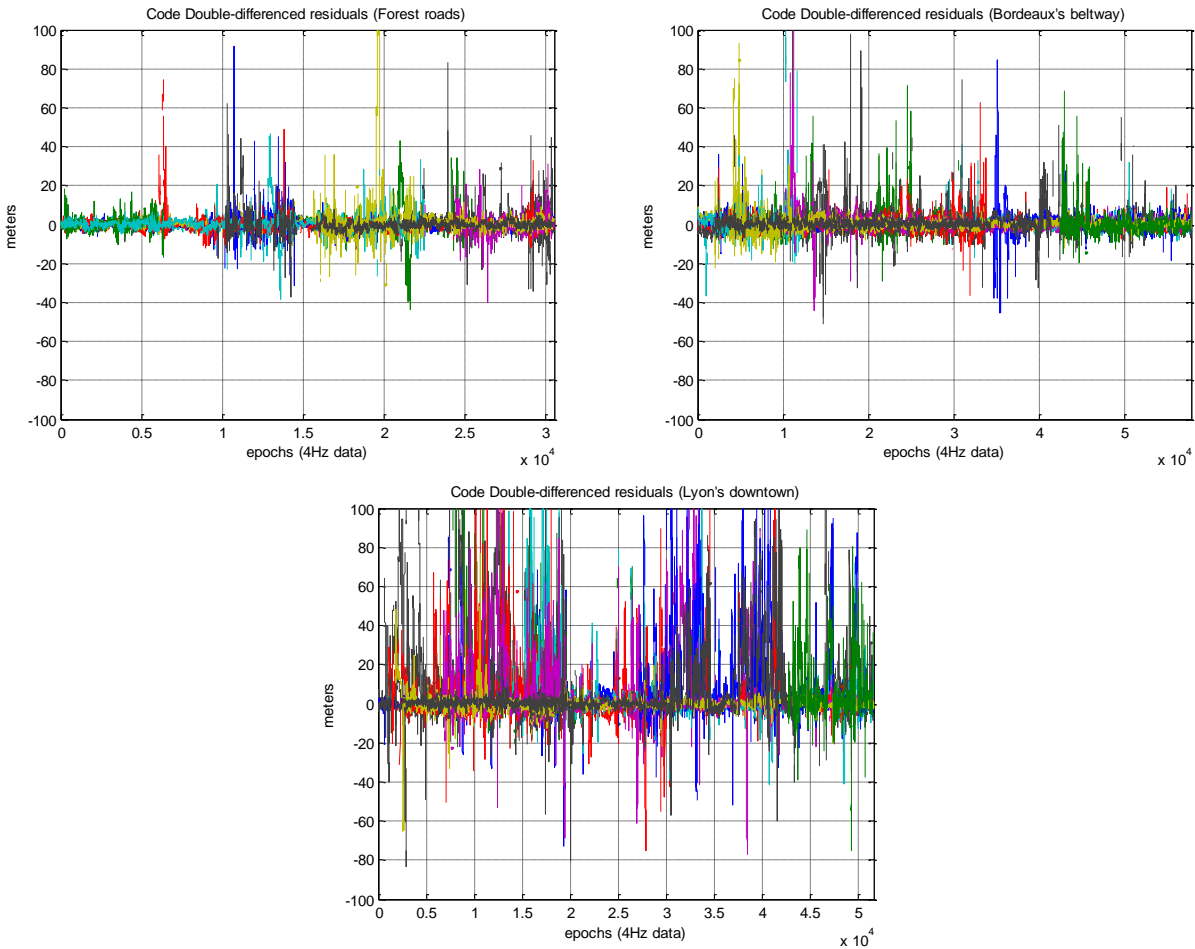 Code Double-differenced residuals (Forest roads)
100
80
60
40
20
0
-20
-40
-60
-80
-100
meters
0 0.5 1 1.5 2 2.5 3
epochs (4Hz data)
x 10^4
Code Double-differenced residuals (Bordeaux's beltway)
100
80
60
40
20
0
-20
-40
-60
-80
-100
meters
0 1 2 3 4 5
epochs (4Hz data)
x 10^4
Code Double-differenced residuals (Lyon's downtown)
100
80
60
40
20
0
-20
-40
-60
-80
-100
meters
0 0.5 1 1.5 2 2.5 3 3.5 4 4.5 5
epochs (4Hz data)
x 10^4